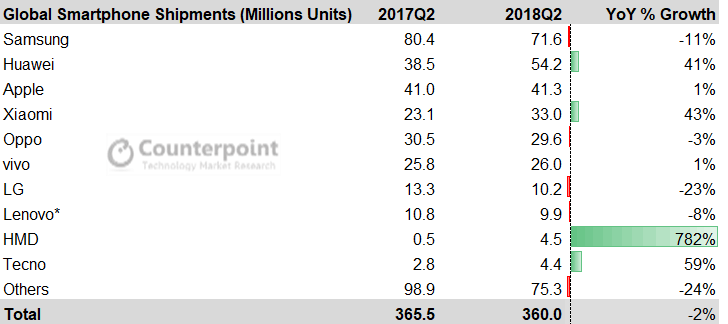 Global Smartphone Shipments (Millions Units) 2017Q2 2018Q2 YoY % Growth
Samsung 80.4 71.6 -11%
Huawei 38.5 54.2 41%
Apple 41.0 41.3 1%
Xiaomi 23.1 33.0 43%
Oppo 30.5 29.6 -3%
vivo 25.8 26.0 1%
LG 13.3 10.2 -23%
Lenovo* 10.8 9.9 -8%
HMD 0.5 4.5 782%
Tecno 2.8 4.4 59%
Others 98.9 75.3 -24%
Total 365.5 360.0 -2%
Counterpoint
Technology Market Research